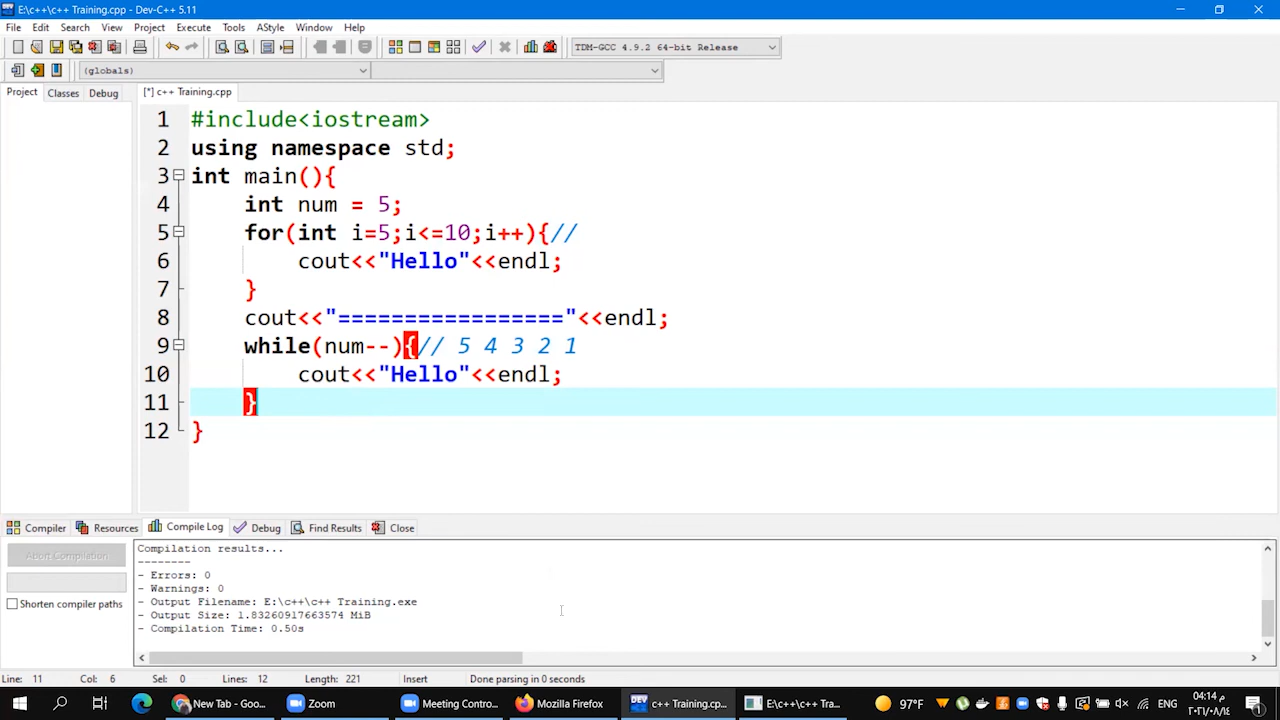 E:\c++\c++ Training.cpp - Dev-C++ 5.11
File Edit Search View Project Execute Tools AStyle Window Help
TDM-GCC 4.9.2 64-bit Release
(globals)
Project Classes Debug
[*] c++ Training.cpp
1 #include<iostream>
2 using namespace std;
3 int main(){
4 int num = 5;
5 for(int i=5;i<=10;i++){//
6 cout<<"Hello"<<endl;
7 }
8 cout<<"================="<<endl;
9 while(num--){// 5 4 3 2 1
10 cout<<"Hello"<<endl;
11 }
12 }
Compiler Resources Compile Log Debug Find Results Close
Abort Compilation
Shorten compiler paths
Compilation results...
--------
- Errors: 0
- Warnings: 0
- Output Filename: E:\c++\c++ Training.exe
- Output Size: 1.83260917663574 MiB
- Compilation Time: 0.50s
Line: 11 Col: 6 Sel: 0 Lines: 12 Length: 221 Insert Done parsing in 0 seconds
New Tab - Goo... Zoom Meeting Contro... Mozilla Firefox c++ Training.cp... E:\c++\c++ Trai... 97°F ENG
04:14